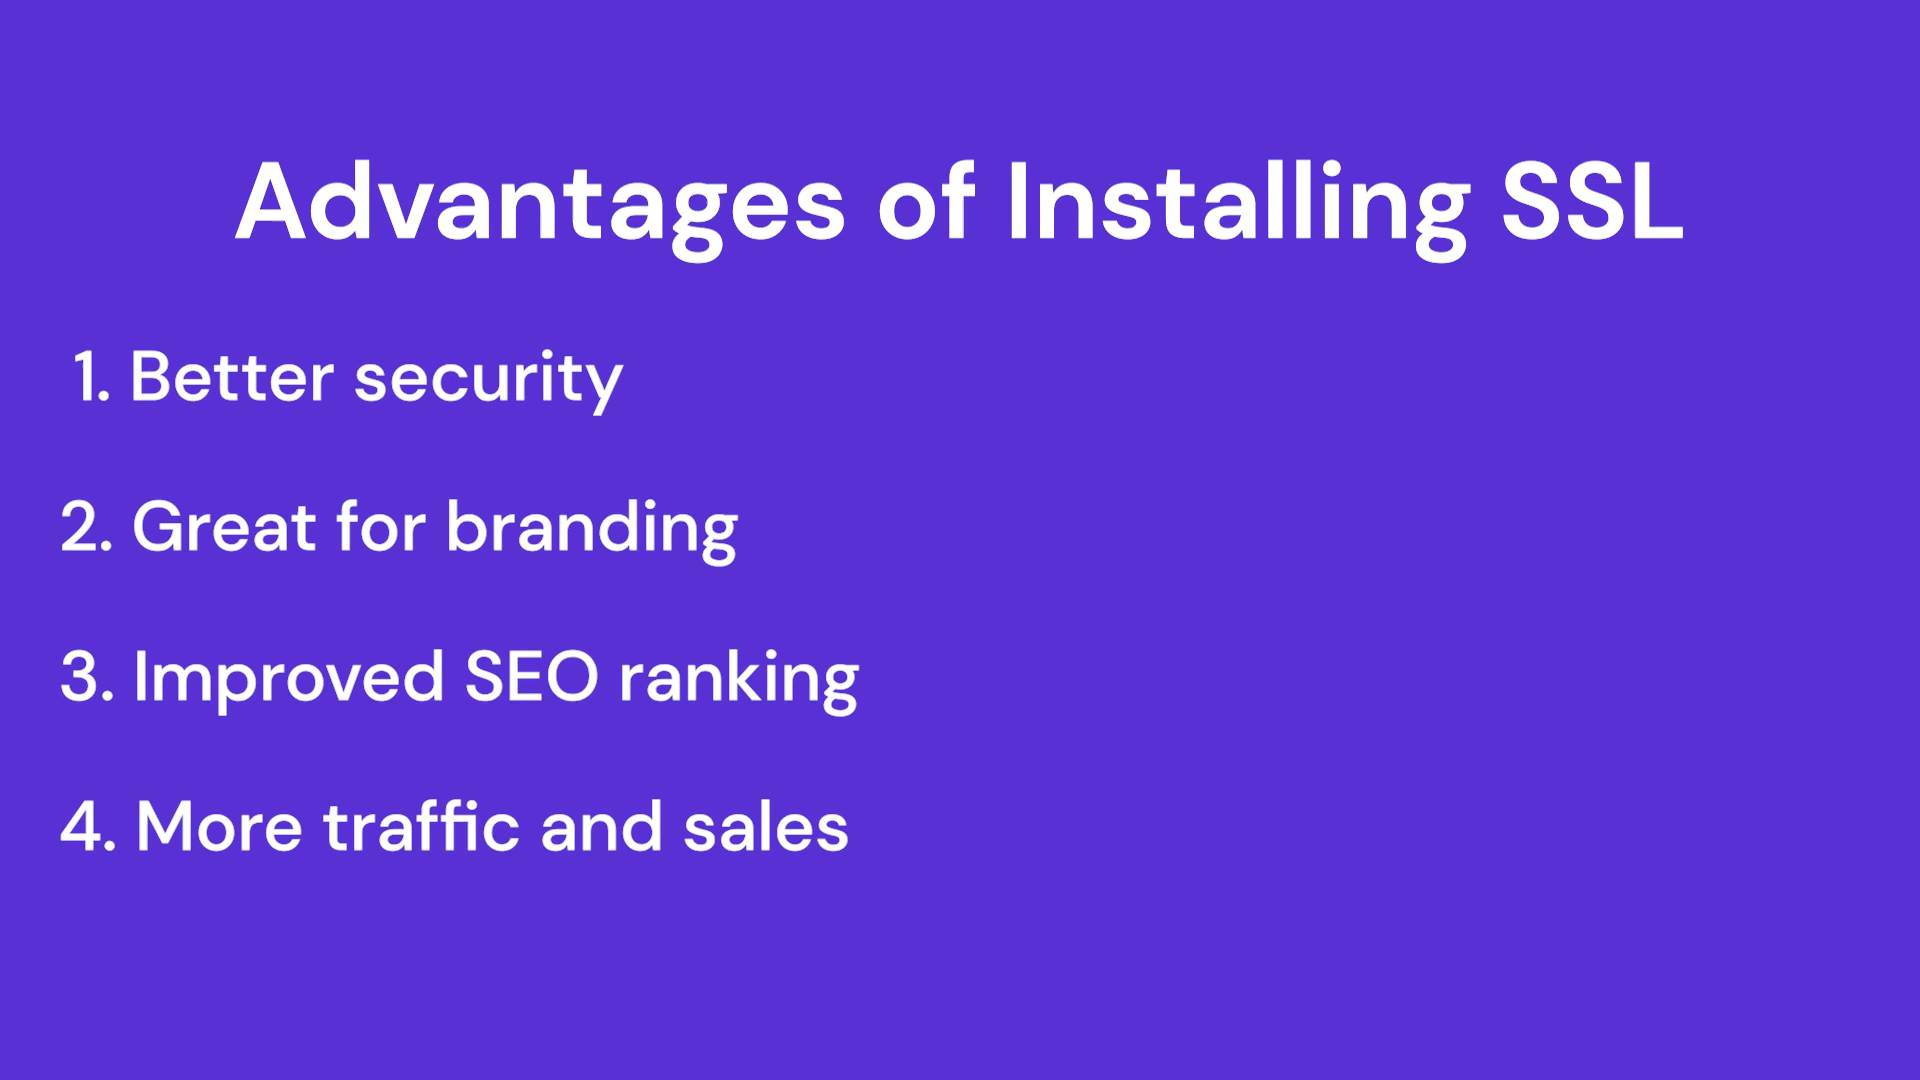 Advantages of Installing SSL
1. Better security
2. Great for branding
3. Improved SEO ranking
4. More traffic and sales